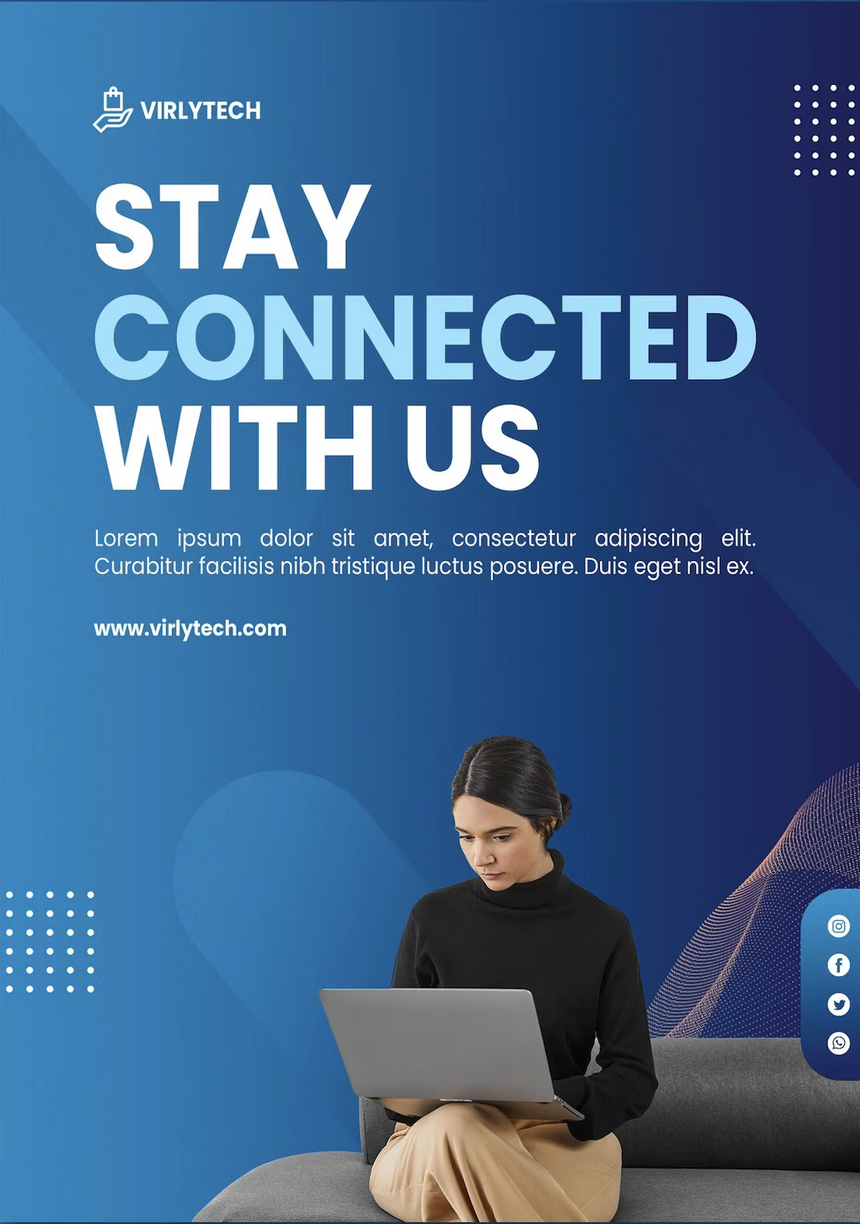 VIRLYTECH
STAY
CONNECTED
WITH US
Lorem ipsum dolor sit amet, consectetur adipiscing elit.
Curabitur facilisis nibh tristique luctus posuere. Duis eget nisl ex.
www.virlytech.com